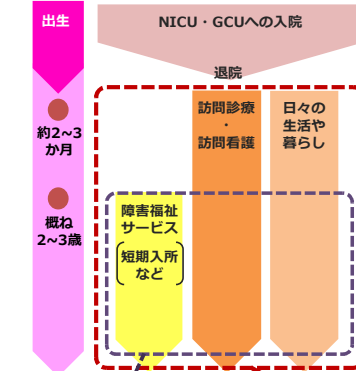 出生
NICU・GCUへの入院
退院
約2~3
か月
訪問診療
・
訪問看護
日々の
生活や
暮らし
概ね
2~3歳
障害福祉
サービス
短期入所
など